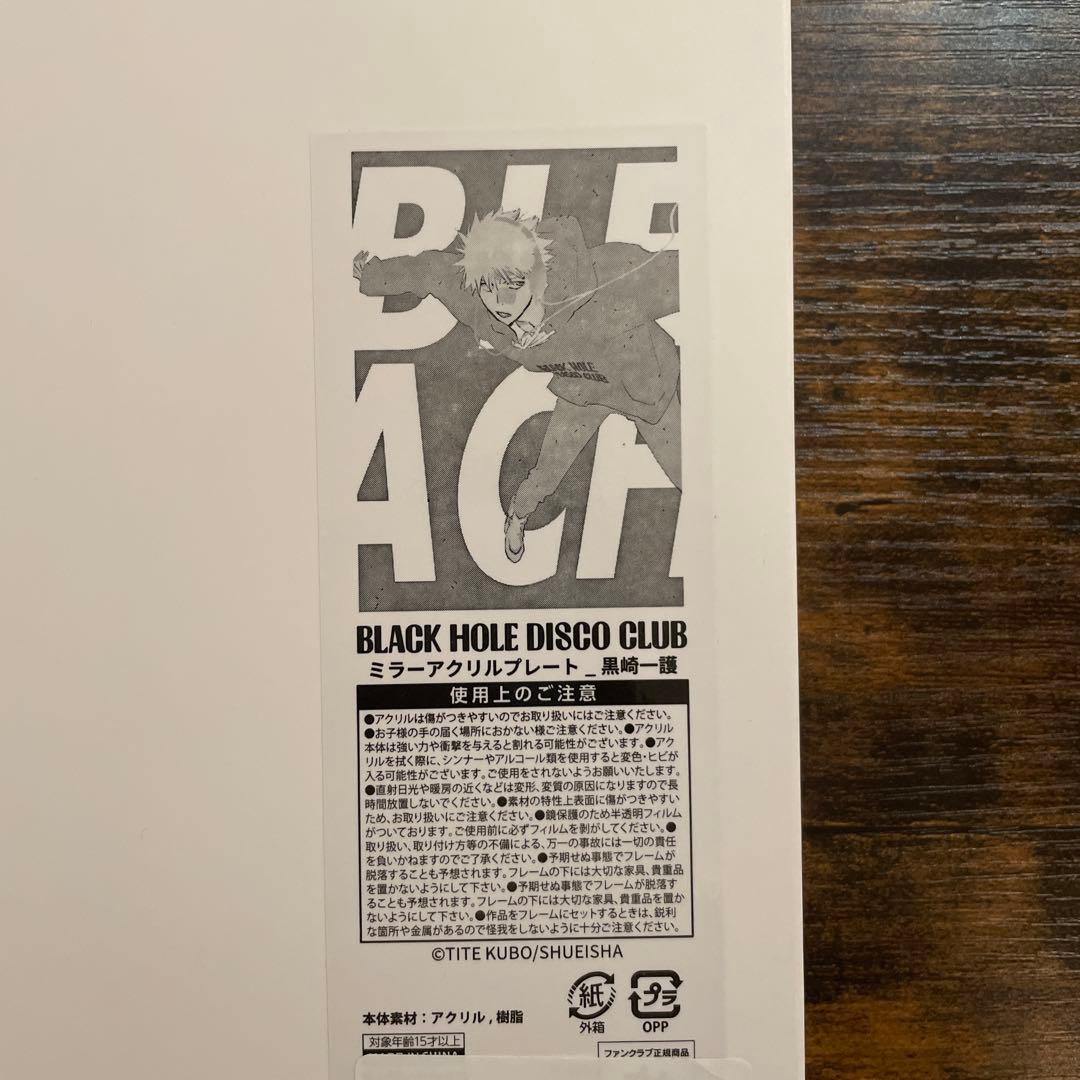 BLE
ACH
BLACK HOLE
DISCO CLUB
BLACK HOLE DISCO CLUB
ミラーアクリルプレート_黒崎一護
使用上のご注意
●アクリルは傷がつきやすいのでお取り扱いにはご注意ください。
●お子様の手の届く場所におかない様ご注意ください。●アクリル
本体は強い力や衝撃を与えると割れる可能性がございます。●アク
リルを拭く際に、シンナーやアルコール類を使用すると変色・ヒビが
入る可能性がございます。ご使用をされないようお願いいたします。
●直射日光や暖房の近くなどは変形、変質の原因になりますので長
時間放置しないでください。●素材の特性上表面に傷がつきやすい
ため、お取り扱いにご注意ください。●鏡保護のため半透明フィルム
がついております。ご使用前に必ずフィルムを剥がしてください。●
取り扱い、取り付け方等の不備による、万一の事故には一切の責任
を負いかねますのでご了承ください。●予期せぬ事態でフレームが
脱落することも予想されます。フレームの下には大切な家具、貴重品
を置かないようにして下さい。●予期せぬ事態でフレームが脱落す
ることも予想されます。フレームの下には大切な家具、貴重品を置か
ないようにして下さい。●作品をフレームにセットするときは、鋭利
な箇所や金属があるので怪我をしないように十分ご注意ください。
©TITE KUBO/SHUEISHA
紙
外箱
プラ
OPP
本体素材：アクリル,樹脂
対象年齢15才以上
MADE IN CHINA
ファンクラブ正規商品